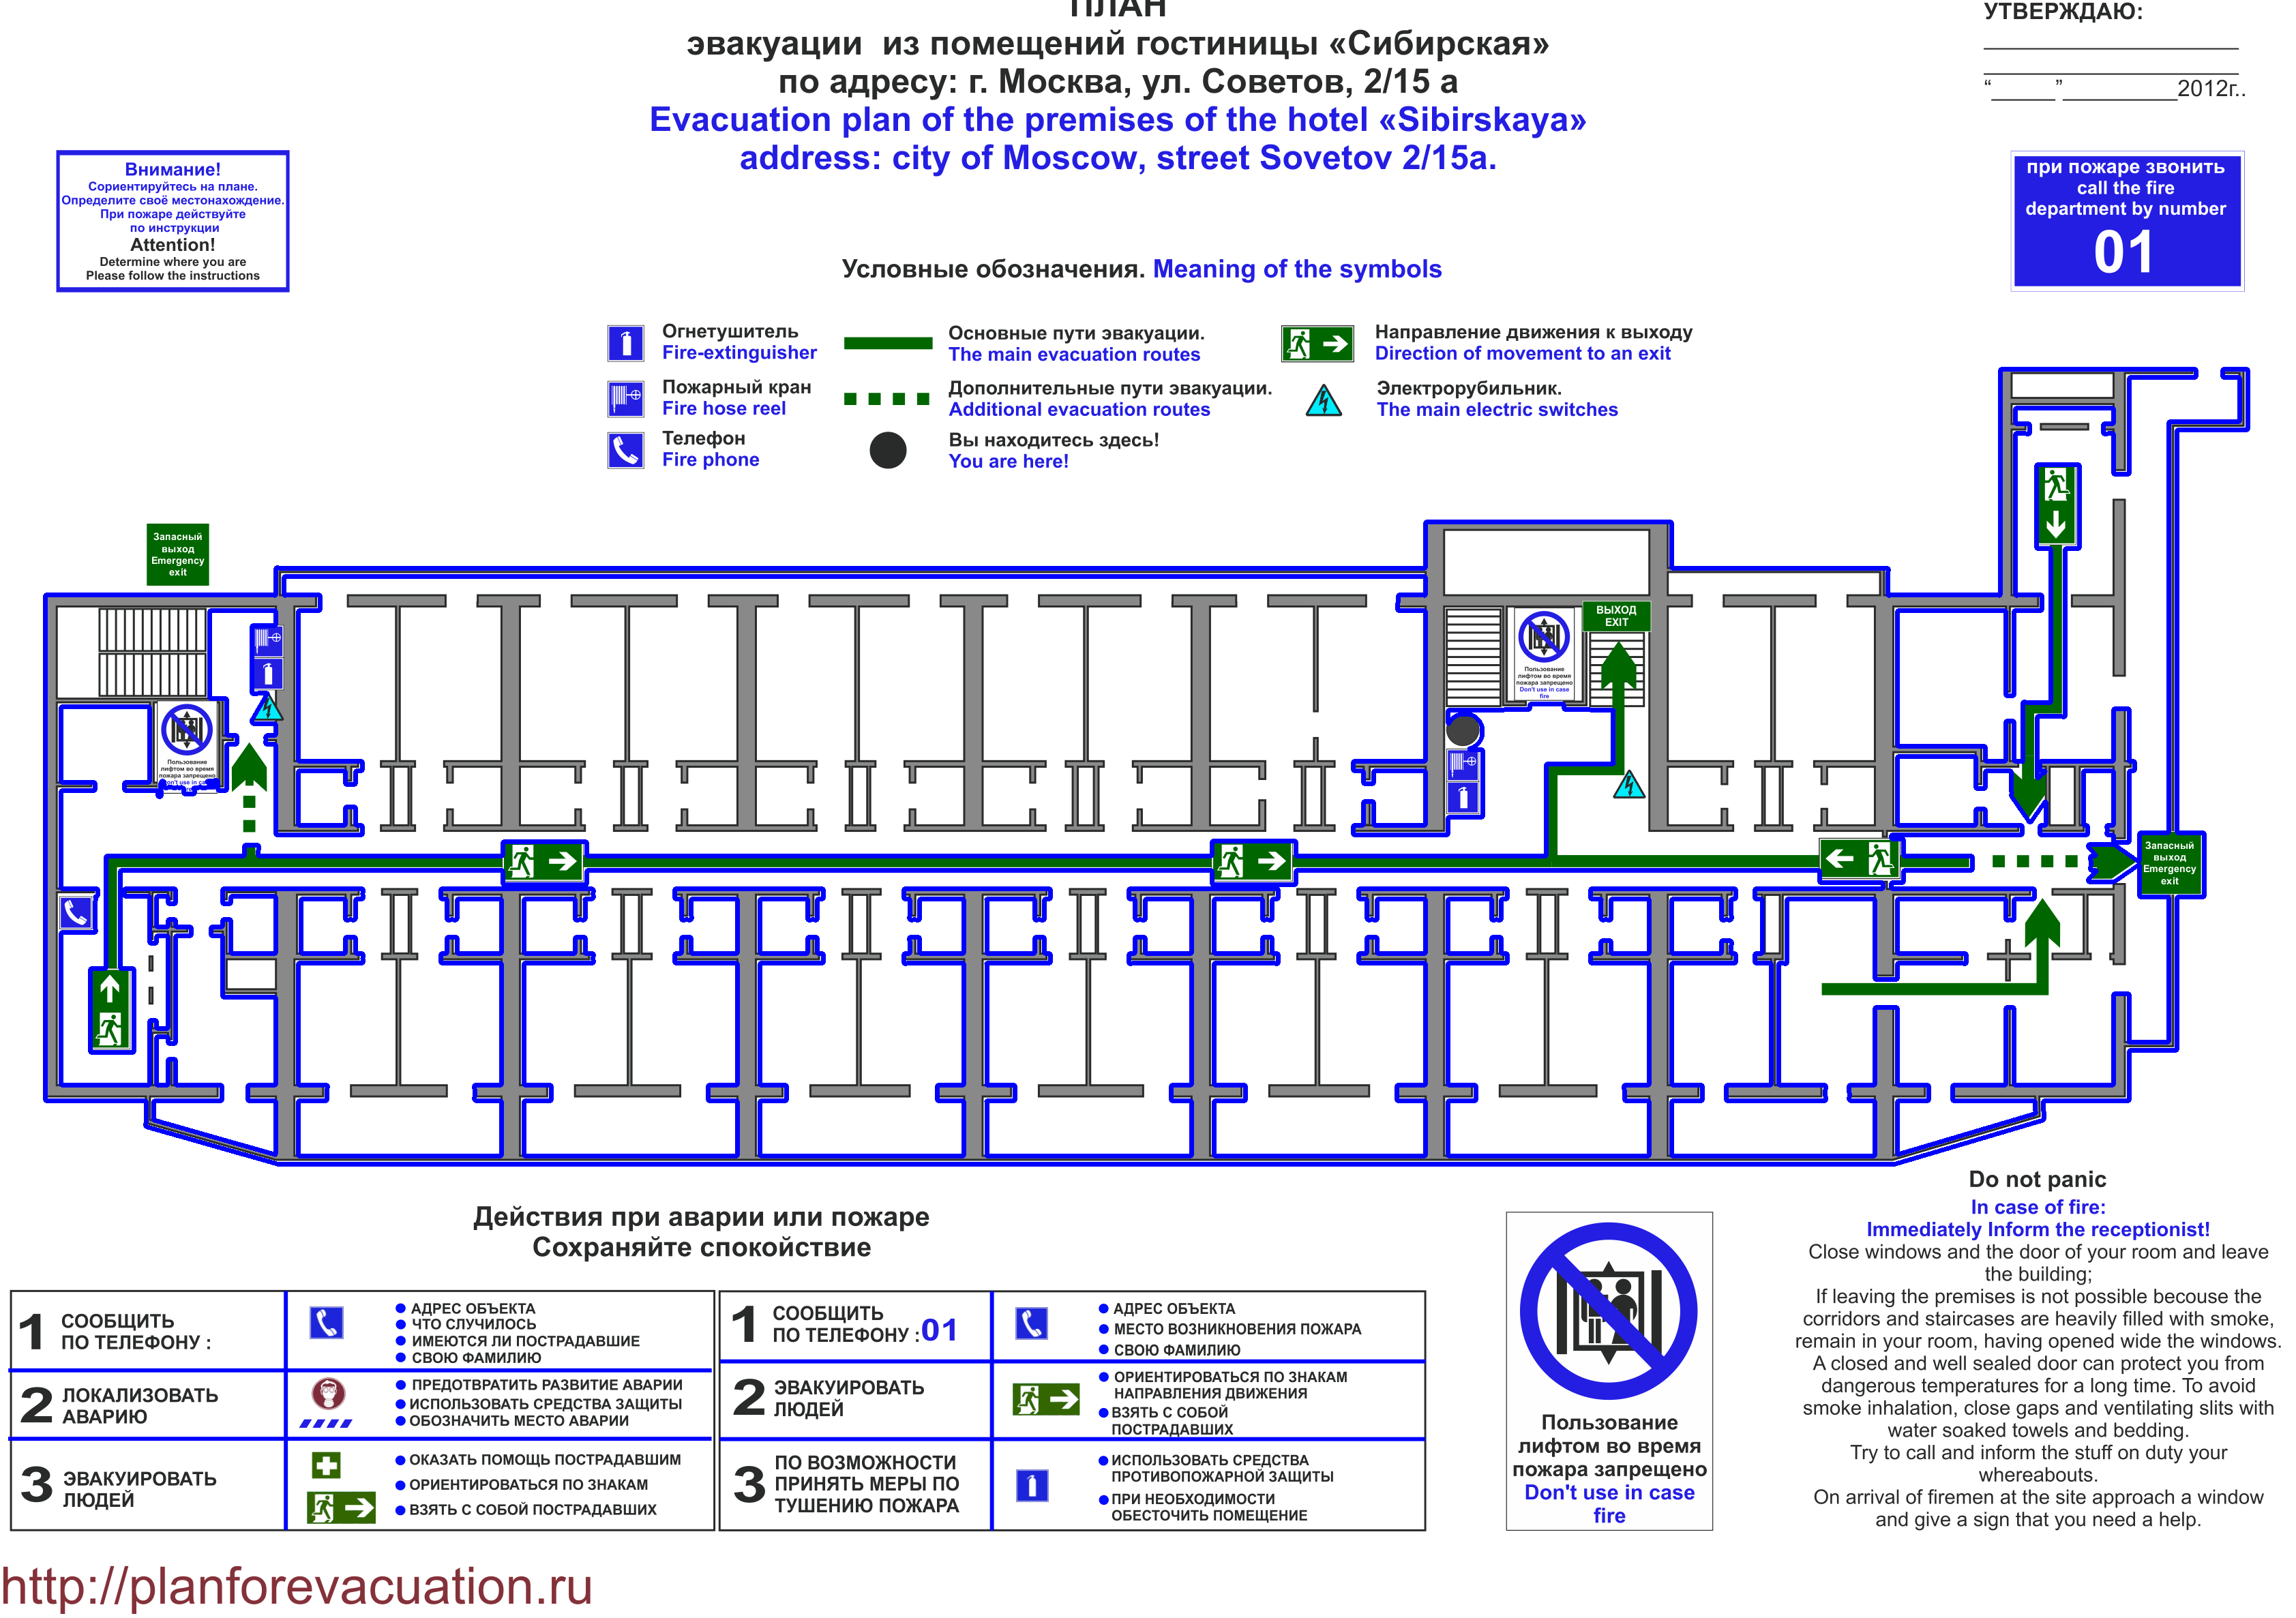 ПЛАН
эвакуации из помещений гостиницы «Сибирская»
по адресу: г. Москва, ул. Советов, 2/15 а
Evacuation plan of the premises of the hotel «Sibirskaya»
address: city of Moscow, street Sovetov 2/15a.
УТВЕРЖДАЮ:
“______”___________2012г..
Внимание!
Сориентируйтесь на плане.
Определите своё местонахождение.
При пожаре действуйте
по инструкции
Attention!
Determine where you are
Please follow the instructions
при пожаре звонить
call the fire
department by number
01
Условные обозначения. Meaning of the symbols
Огнетушитель
Fire-extinguisher
Основные пути эвакуации.
The main evacuation routes
Направление движения к выходу
Direction of movement to an exit
Пожарный кран
Fire hose reel
Дополнительные пути эвакуации.
Additional evacuation routes
Электрорубильник.
The main electric switches
Телефон
Fire phone
Вы находитесь здесь!
You are here!
Запасный
выход
Emergency
exit
ВЫХОД
EXIT
Пользование
лифтом во время
пожара запрещено
Don't use in case
fire
Пользование
лифтом во время
пожара запрещено
Don't use in ca
Запасный
выход
Emergency
exit
Действия при аварии или пожаре
Сохраняйте спокойствие
1 СООБЩИТЬ
ПО ТЕЛЕФОНУ :
АДРЕС ОБЪЕКТА
ЧТО СЛУЧИЛОСЬ
ИМЕЮТСЯ ЛИ ПОСТРАДАВШИЕ
СВОЮ ФАМИЛИЮ
2 ЛОКАЛИЗОВАТЬ
АВАРИЮ
ПРЕДОТВРАТИТЬ РАЗВИТИЕ АВАРИИ
ИСПОЛЬЗОВАТЬ СРЕДСТВА ЗАЩИТЫ
ОБОЗНАЧИТЬ МЕСТО АВАРИИ
3 ЭВАКУИРОВАТЬ
ЛЮДЕЙ
ОКАЗАТЬ ПОМОЩЬ ПОСТРАДАВШИМ
ОРИЕНТИРОВАТЬСЯ ПО ЗНАКАМ
ВЗЯТЬ С СОБОЙ ПОСТРАДАВШИХ
1 СООБЩИТЬ
ПО ТЕЛЕФОНУ :01
АДРЕС ОБЪЕКТА
МЕСТО ВОЗНИКНОВЕНИЯ ПОЖАРА
СВОЮ ФАМИЛИЮ
2 ЭВАКУИРОВАТЬ
ЛЮДЕЙ
ОРИЕНТИРОВАТЬСЯ ПО ЗНАКАМ
НАПРАВЛЕНИЯ ДВИЖЕНИЯ
ВЗЯТЬ С СОБОЙ
ПОСТРАДАВШИХ
3 ПО ВОЗМОЖНОСТИ
ПРИНЯТЬ МЕРЫ ПО
ТУШЕНИЮ ПОЖАРА
ИСПОЛЬЗОВАТЬ СРЕДСТВА
ПРОТИВОПОЖАРНОЙ ЗАЩИТЫ
ПРИ НЕОБХОДИМОСТИ
ОБЕСТОЧИТЬ ПОМЕЩЕНИЕ
Пользование
лифтом во время
пожара запрещено
Don't use in case
fire
Do not panic
In case of fire:
Immediately Inform the receptionist!
Close windows and the door of your room and leave
the building;
If leaving the premises is not possible becouse the
corridors and staircases are heavily filled with smoke,
remain in your room, having opened wide the windows.
A closed and well sealed door can protect you from
dangerous temperatures for a long time. To avoid
smoke inhalation, close gaps and ventilating slits with
water soaked towels and bedding.
Try to call and inform the stuff on duty your
whereabouts.
On arrival of firemen at the site approach a window
and give a sign that you need a help.
http://planforevacuation.ru